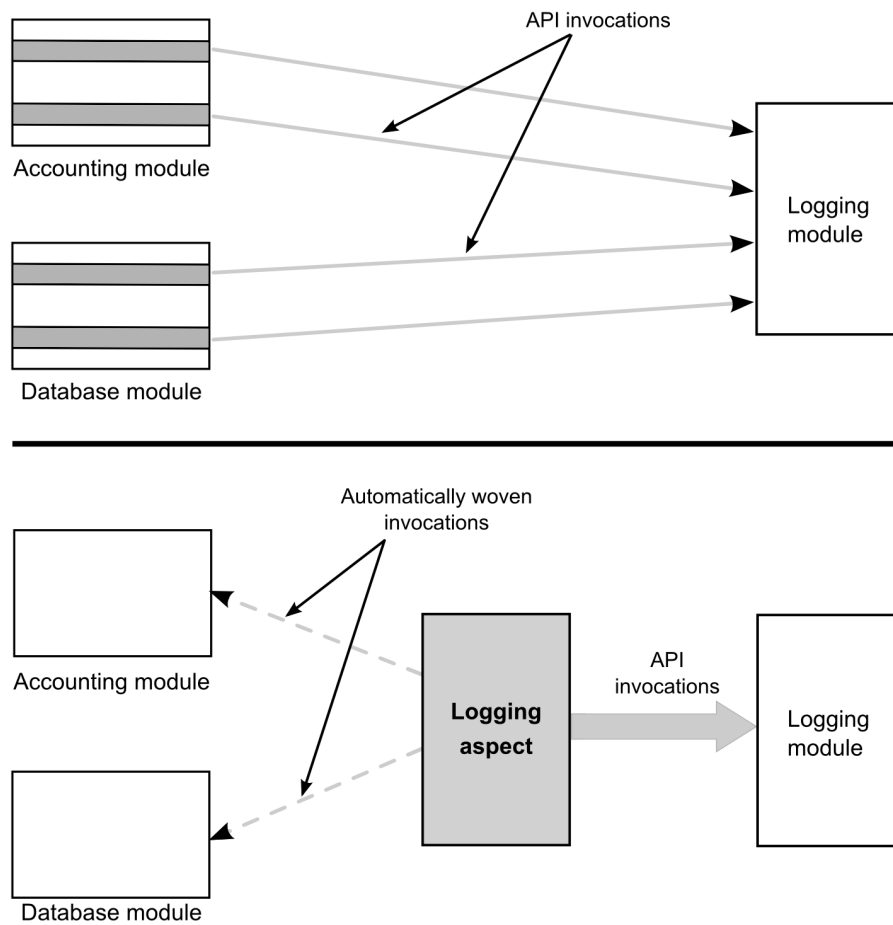 API invocations
Accounting module
Logging
module
Database module
Automatically woven
invocations
Accounting module
Logging
aspect
API
invocations
Logging
module
Database module